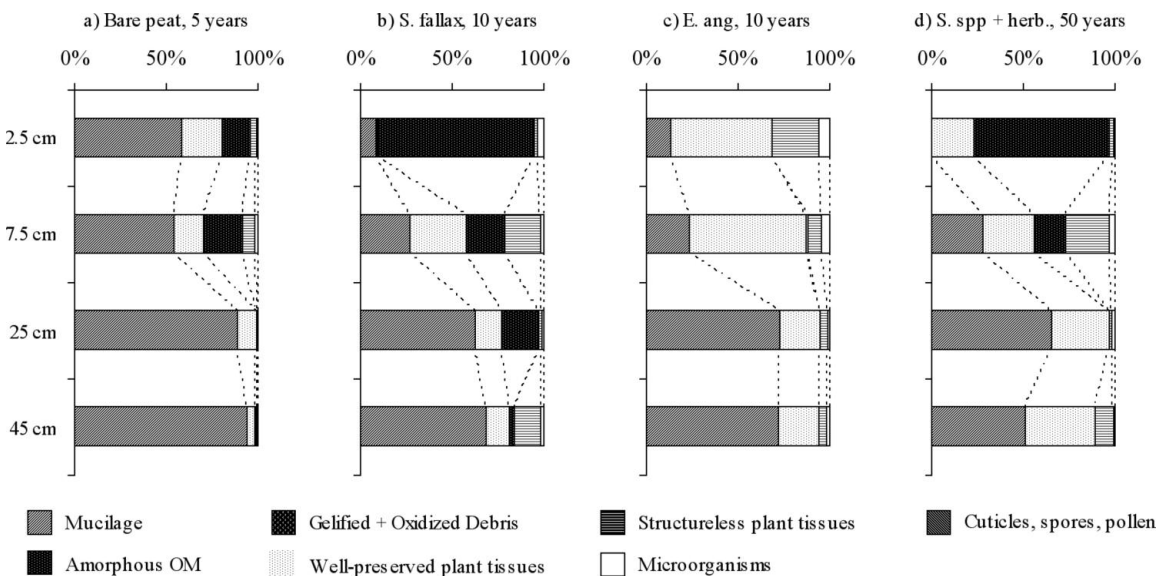 a) Bare peat, 5 years b) S. fallax, 10 years c) E. ang, 10 years d) S. spp + herb., 50 years
0% 50% 100% 0% 50% 100% 0% 50% 100% 0% 50% 100%
2.5 cm
7.5 cm
25 cm
45 cm
Mucilage Gelified + Oxidized Debris Structureless plant tissues Cuticles, spores, pollen
Amorphous OM Well-preserved plant tissues Microorganisms